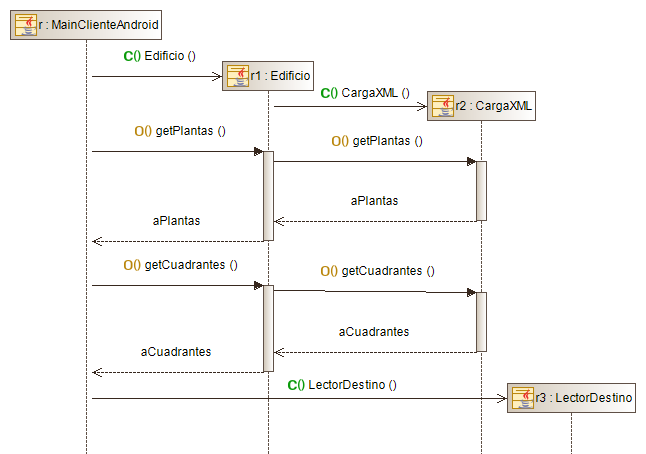 r : MainClienteAndroid
C() Edificio ()
r1 : Edificio
C() CargaXML ()
r2 : CargaXML
O() getPlantas ()
O() getPlantas ()
aPlantas
aPlantas
O() getCuadrantes ()
O() getCuadrantes ()
aCuadrantes
aCuadrantes
C() LectorDestino ()
r3 : LectorDestino